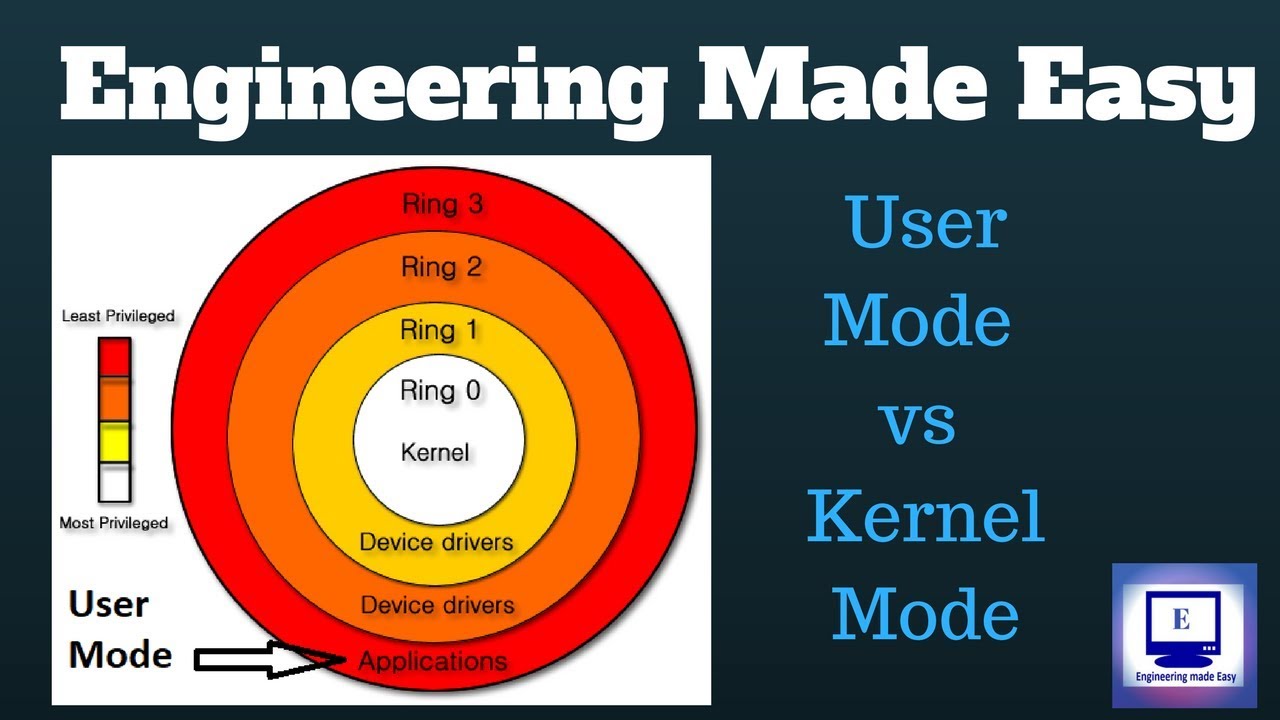 Engineering Made Easy
Ring 3
Ring 2
Ring 1
Ring 0
Kernel
Device drivers
Device drivers
Applications
Least Privileged
Most Privileged
User
Mode
User
Mode
vs
Kernel
Mode
E
Engineering made Easy